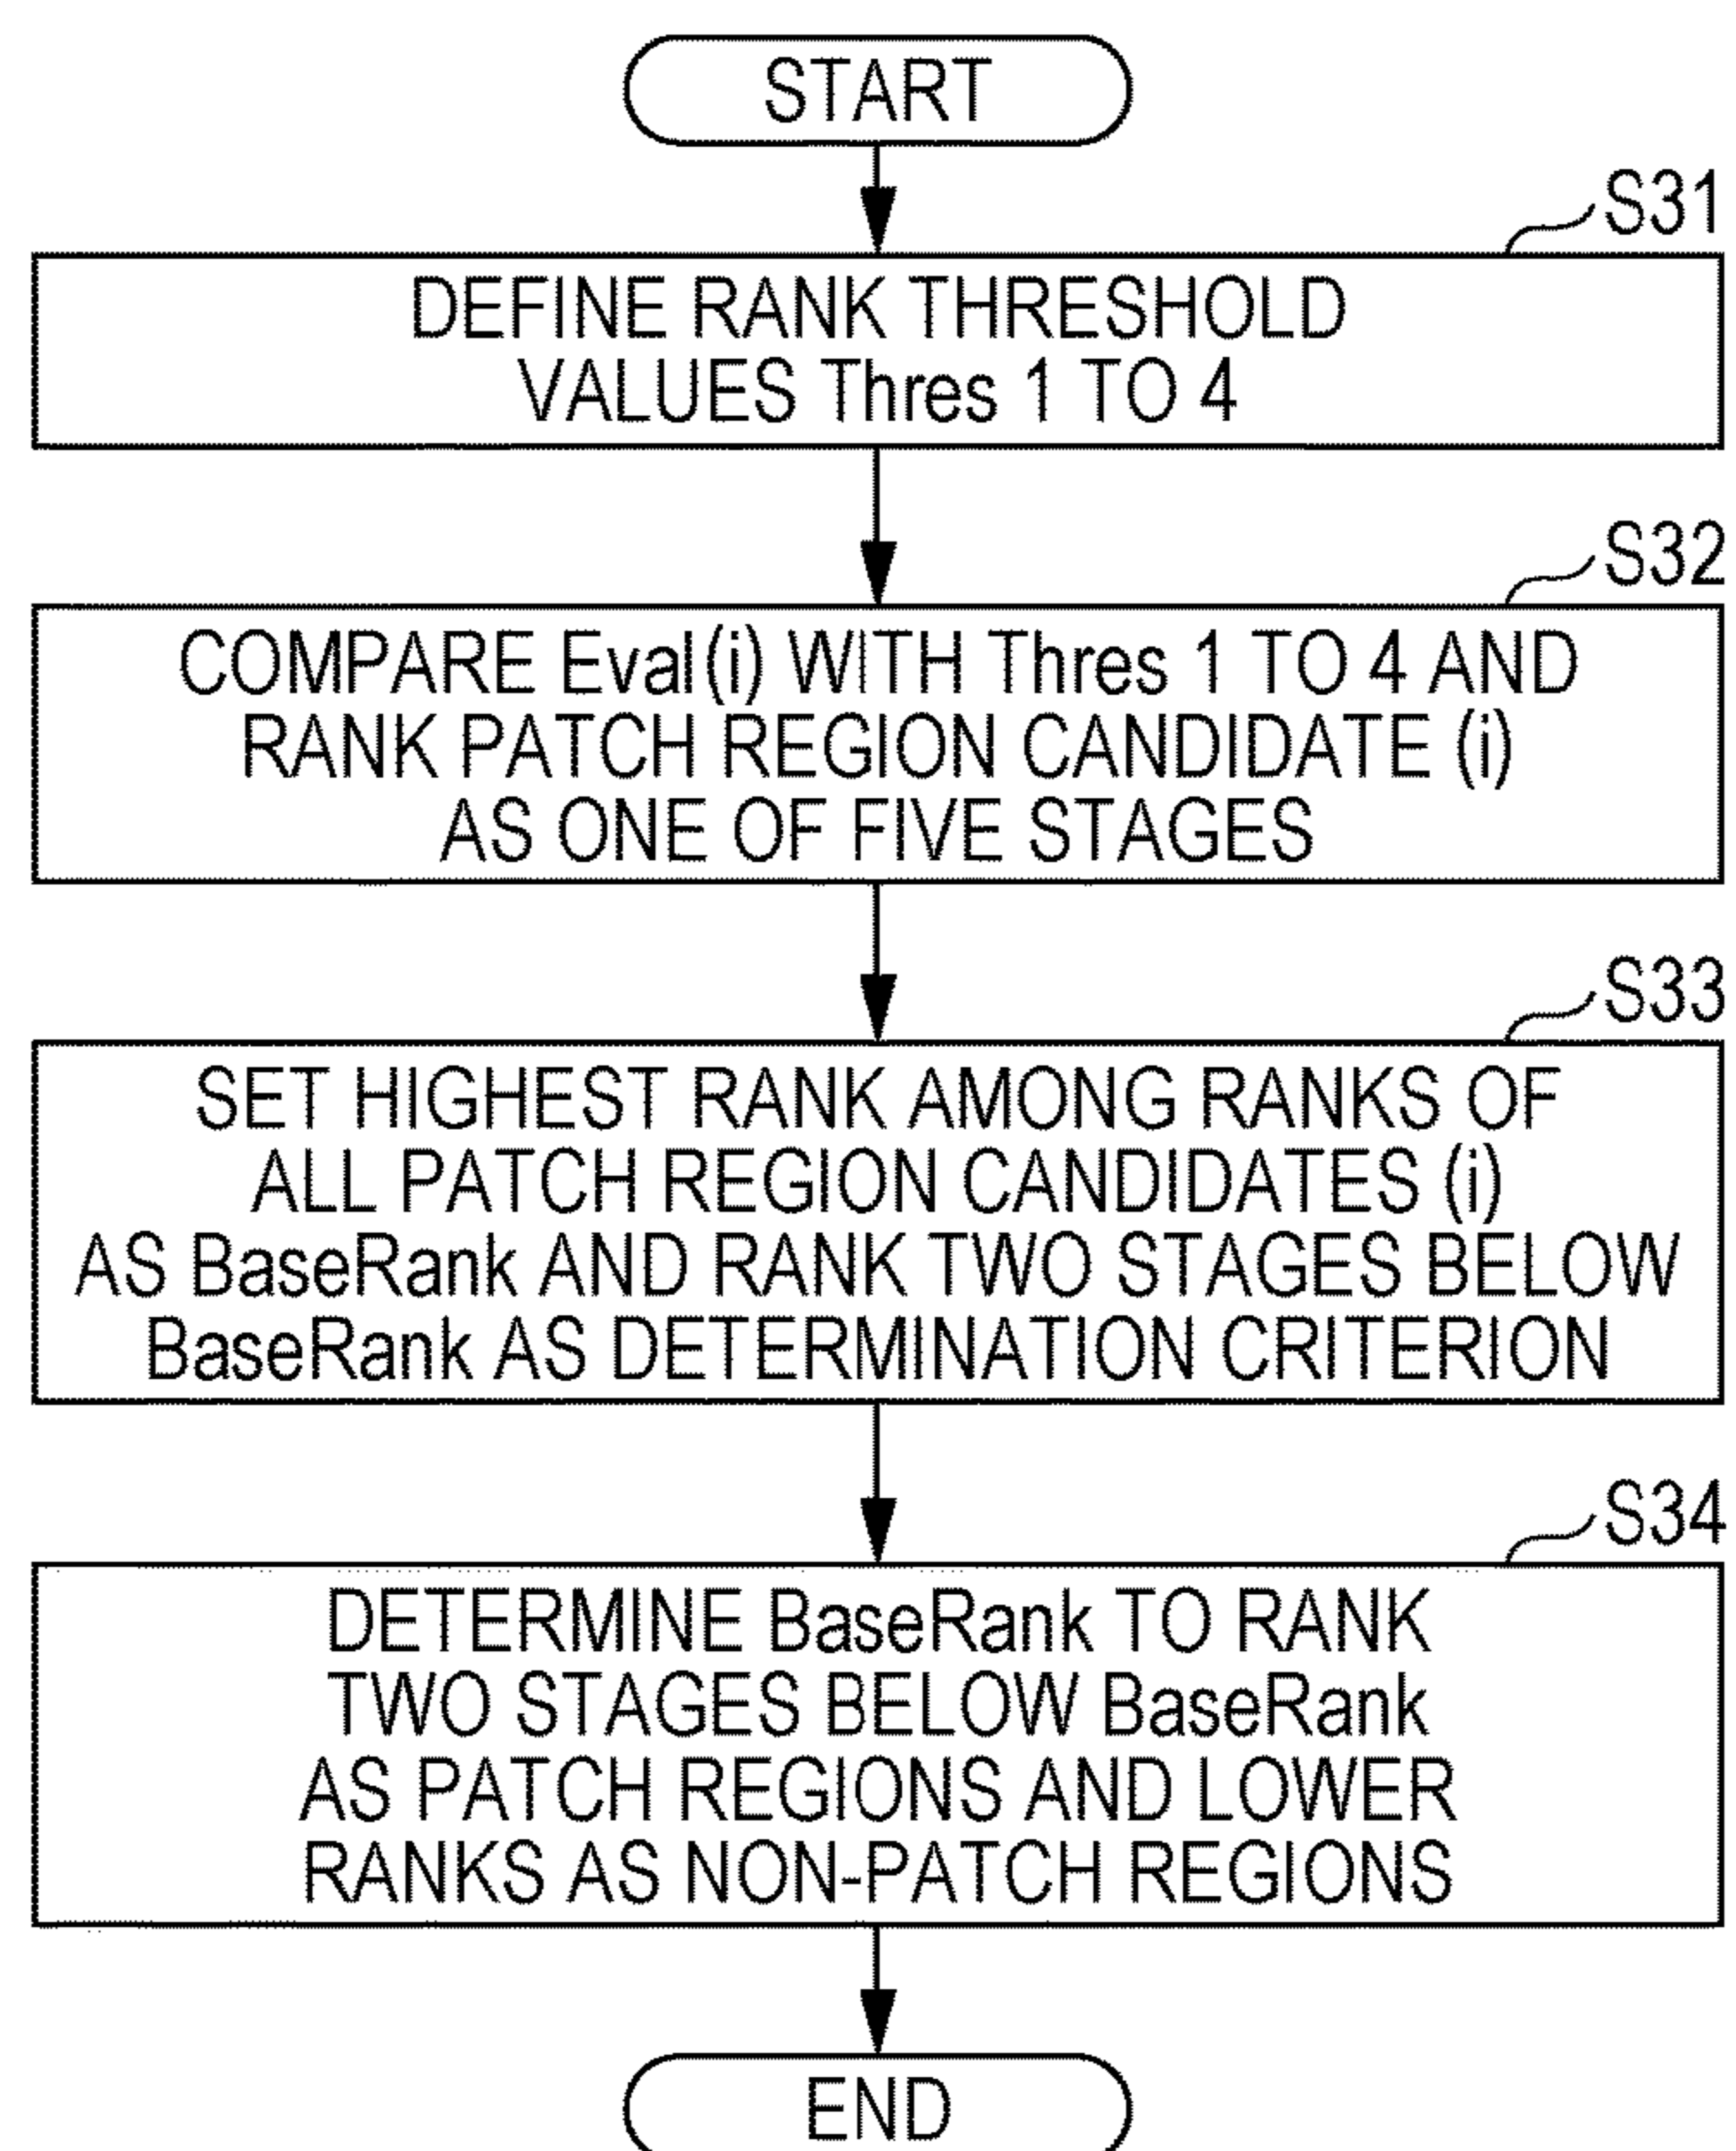 START
S31
DEFINE RANK THRESHOLD
VALUES Thres 1 TO 4
S32
COMPARE Eval(i) WITH Thres 1 TO 4 AND
RANK PATCH REGION CANDIDATE (i)
AS ONE OF FIVE STAGES
S33
SET HIGHEST RANK AMONG RANKS OF
ALL PATCH REGION CANDIDATES (i)
AS BaseRank AND RANK TWO STAGES BELOW
BaseRank AS DETERMINATION CRITERION
S34
DETERMINE BaseRank TO RANK
TWO STAGES BELOW BaseRank
AS PATCH REGIONS AND LOWER
RANKS AS NON-PATCH REGIONS
END